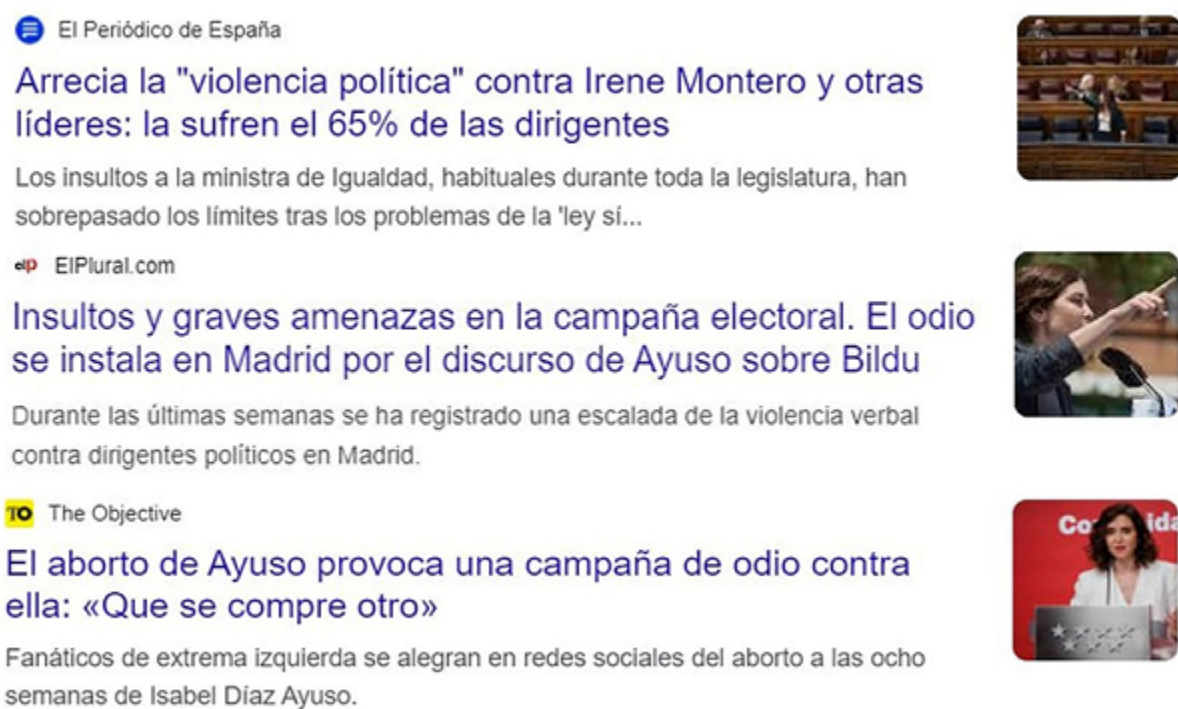 El Periódico de España
Arrecia la "violencia política" contra Irene Montero y otras
líderes: la sufren el 65% de las dirigentes
Los insultos a la ministra de Igualdad, habituales durante toda la legislatura, han
sobrepasado los límites tras los problemas de la 'ley sí...
elp ElPlural.com
Insultos y graves amenazas en la campaña electoral. El odio
se instala en Madrid por el discurso de Ayuso sobre Bildu
Durante las últimas semanas se ha registrado una escalada de la violencia verbal
contra dirigentes políticos en Madrid.
TO The Objective
El aborto de Ayuso provoca una campaña de odio contra
ella: «Que se compre otro»
Fanáticos de extrema izquierda se alegran en redes sociales del aborto a las ocho
semanas de Isabel Díaz Ayuso.